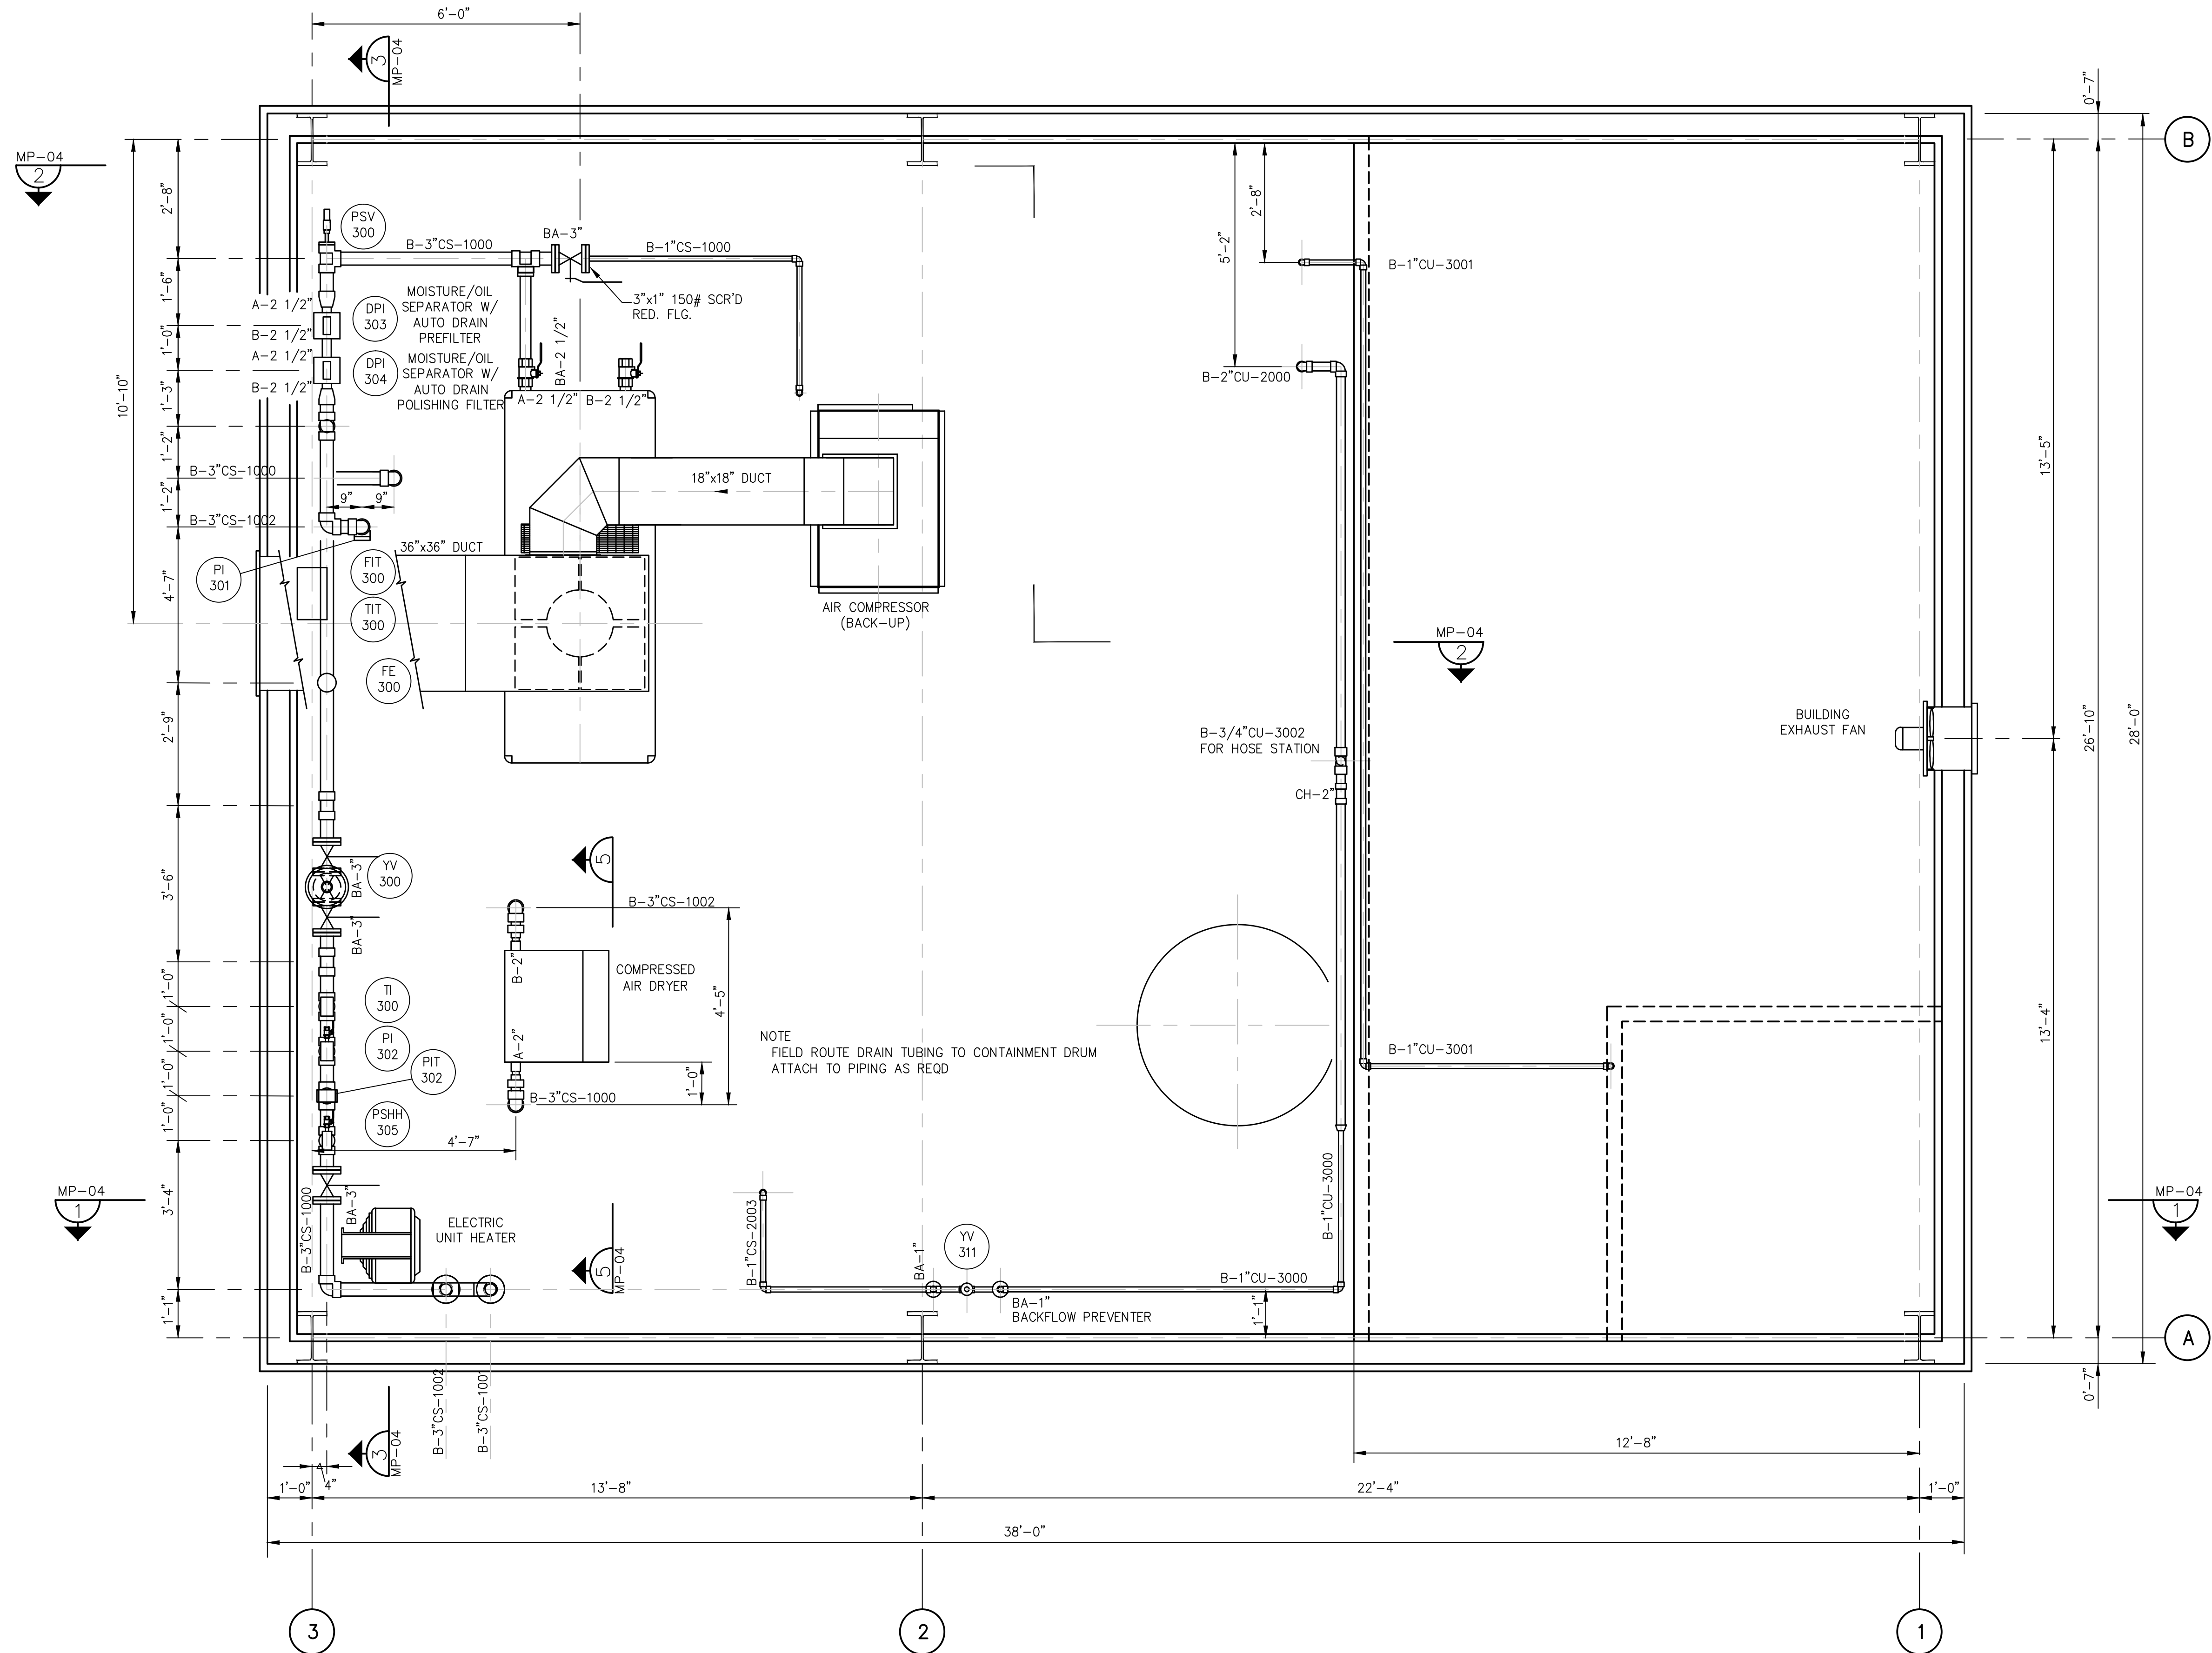 6'-0"
3
MP-04
0'-7"
B
MP-04
2
2'-8"
PSV
300
B-3"CS-1000
BA-3"
B-1"CS-1000
2'-8"
5'-2"
B-1"CU-3001
1'-6"
A-2 1/2"
DPI
303
MOISTURE/OIL
SEPARATOR W/
AUTO DRAIN
PREFILTER
3"x1" 150# SCR'D
RED. FLG.
B-2 1/2"
1'-0"
A-2 1/2"
DPI
304
MOISTURE/OIL
SEPARATOR W/
AUTO DRAIN
POLISHING FILTER
BA-2 1/2"
B-2"CU-2000
B-2 1/2"
A-2 1/2"
B-2 1/2"
1'-3"
10'-10"
1'-2"
B-3"CS-1000
9"
9"
18"x18" DUCT
13'-5"
1'-2"
B-3"CS-1002
36"x36" DUCT
PI
301
FIT
300
4'-7"
TIT
300
AIR COMPRESSOR
(BACK-UP)
MP-04
2
FE
300
2'-9"
B-3/4"CU-3002
FOR HOSE STATION
CH-2"
BUILDING
EXHAUST FAN
26'-10"
28'-0"
3'-6"
BA-3"
YV
300
5
B-3"CS-1002
BA-3"
B-2"
COMPRESSED
AIR DRYER
1'-0"
TI
300
4'-5"
1'-0"
PI
302
A-2"
NOTE
FIELD ROUTE DRAIN TUBING TO CONTAINMENT DRUM
ATTACH TO PIPING AS REQD
B-1"CU-3001
13'-4"
1'-0"
PIT
302
1'-0"
B-3"CS-1000
1'-0"
PSHH
305
4'-7"
MP-04
1
3'-4"
B-3"CS-1000
BA-3"
ELECTRIC
UNIT HEATER
5
MP-04
B-1"CS-2003
BA-1"
YV
311
B-1"CU-3000
B-1"CU-3000
MP-04
1
1'-1"
BA-1"
BACKFLOW PREVENTER
1'-1"
A
B-3"CS-1002
B-3"CS-1001
0'-7"
3
MP-04
12'-8"
1'-0"
4"
13'-8"
22'-4"
1'-0"
38'-0"
3
2
1